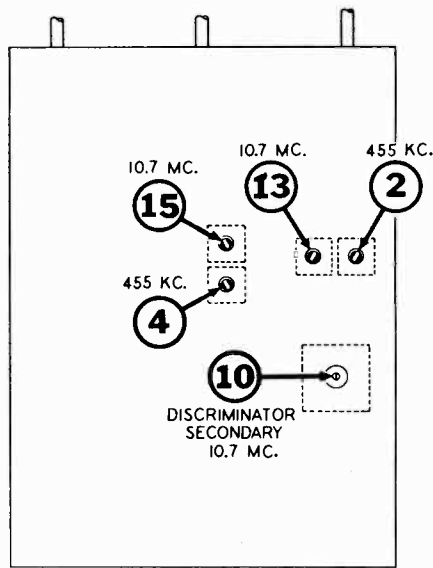 10.7 MC.
455 KC.
10.7 MC.
13
2
15
455 KC.
4
10
DISCRIMINATOR
SECONDARY
10.7 MC.